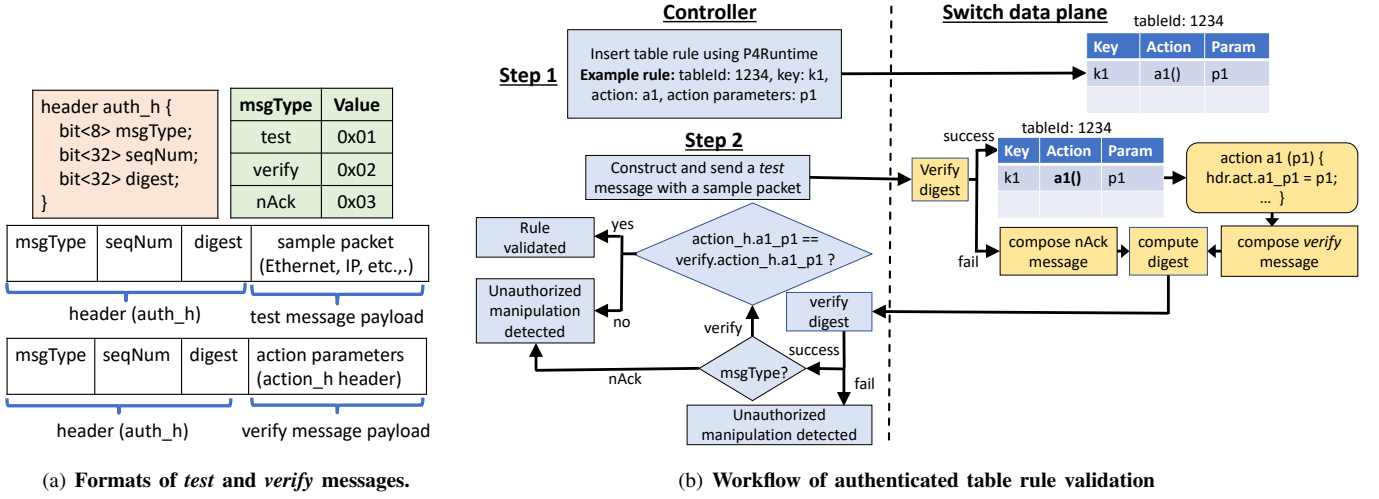 header auth_h {
bit<8> msgType;
bit<32> seqNum;
bit<32> digest;
}
msgType Value
test 0x01
verify 0x02
nAck 0x03
msgType seqNum digest sample packet
(Ethernet, IP, etc.,.)
header (auth_h) test message payload
msgType seqNum digest action parameters
(action_h header)
header (auth_h) verify message payload
(a) Formats of test and verify messages.
Controller
Switch data plane
Step 1
Insert table rule using P4Runtime
Example rule: tableId: 1234, key: k1,
action: a1, action parameters: p1
tableId: 1234
Key Action Param
k1 a1() p1
Step 2
Construct and send a test
message with a sample packet
Verify
digest
success
fail
tableId: 1234
Key Action Param
k1 a1() p1
action a1 (p1) {
hdr.act.a1_p1 = p1;
... }
compose nAck
message
compute
digest
compose verify
message
verify
digest
success
fail
Unauthorized
manipulation detected
msgType?
verify
nAck
action_h.a1_p1 ==
verify.action_h.a1_p1 ?
yes
no
Rule
validated
Unauthorized
manipulation
detected
(b) Workflow of authenticated table rule validation